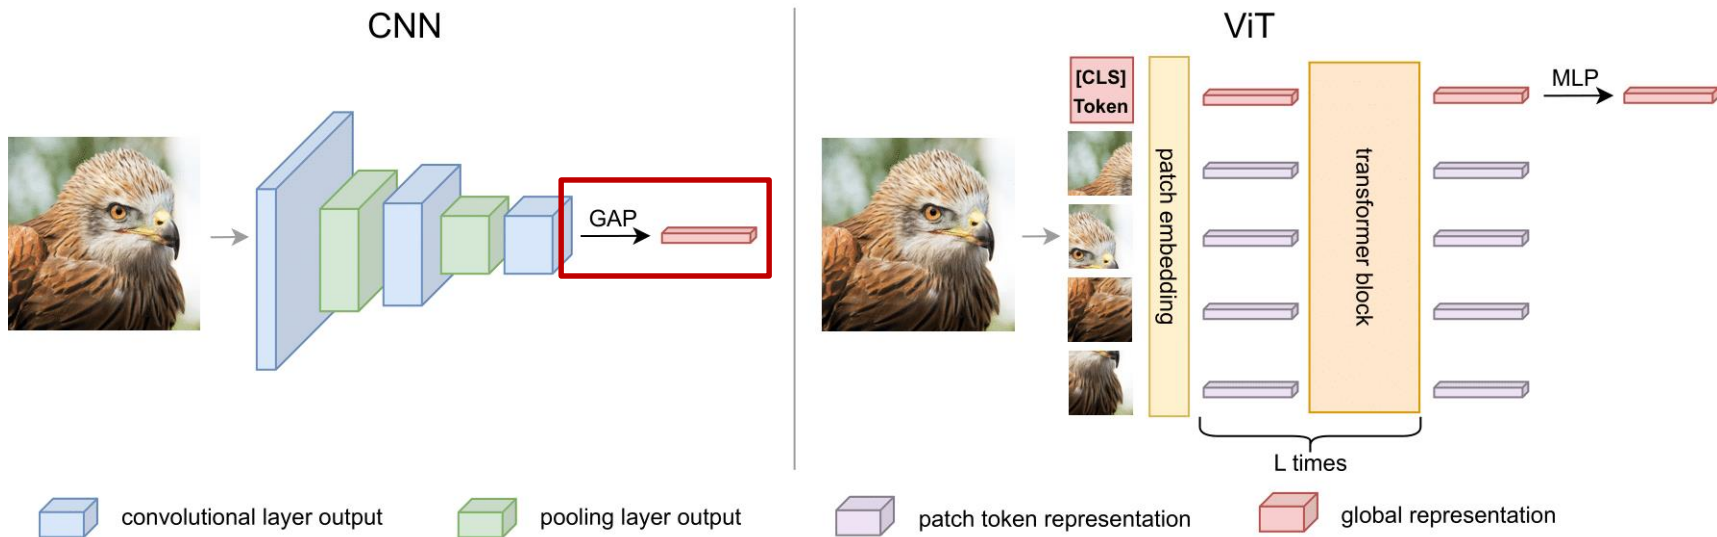 CNN
ViT
GAP
[CLS]
Token
patch embedding
transformer block
MLP
L times
convolutional layer output
pooling layer output
patch token representation
global representation